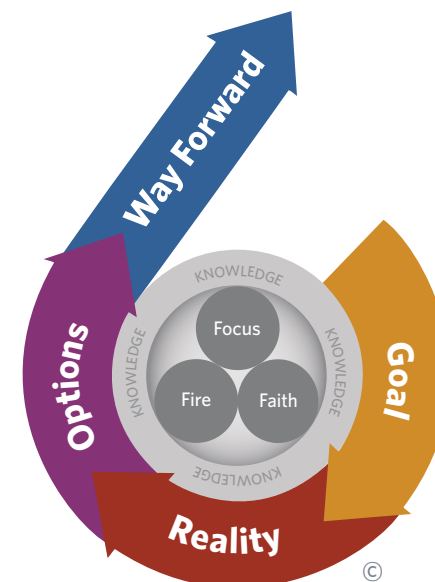 Way Forward
KNOWLEDGE
Focus
KNOWLEDGE
KNOWLEDGE
Goal
Options
Fire
Faith
KNOWLEDGE
Reality
©